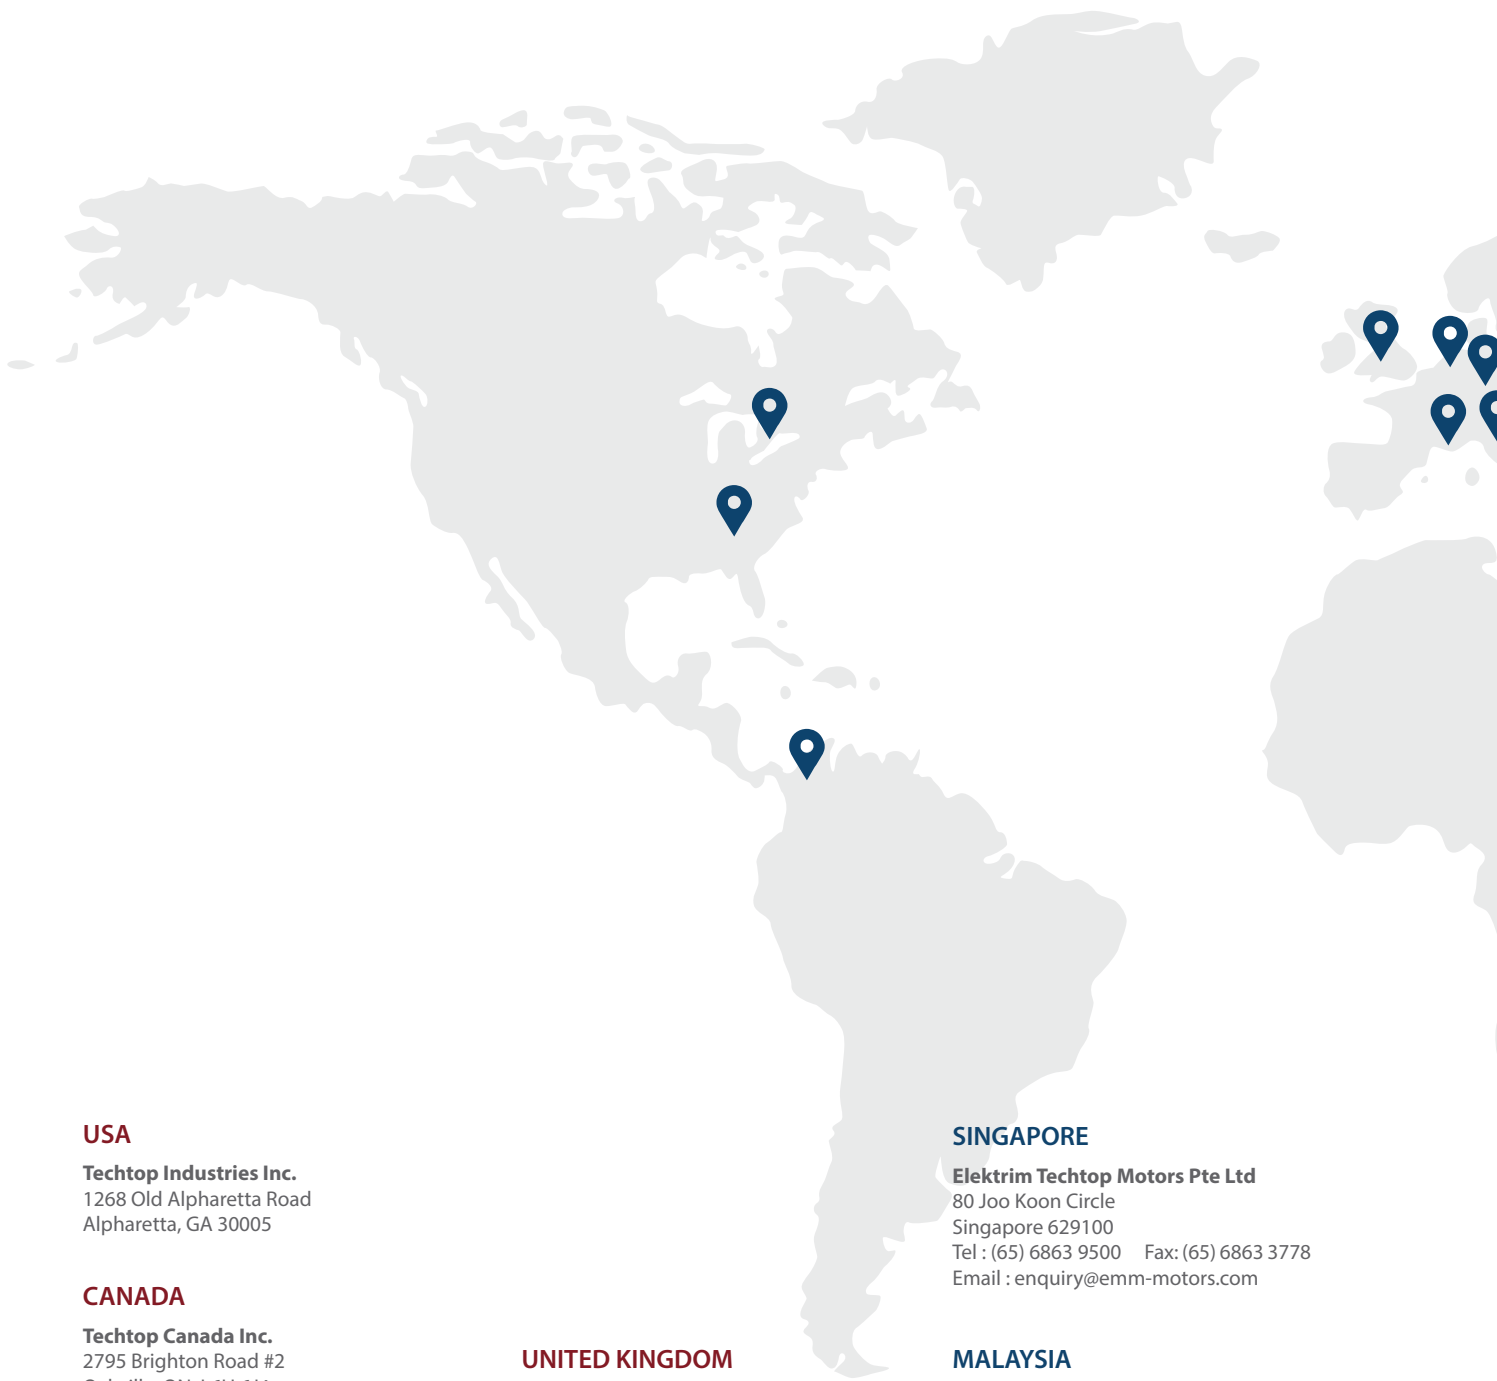 USA
Techtop Industries Inc.
1268 Old Alpharetta Road
Alpharetta, GA 30005
CANADA
Techtop Canada Inc.
2795 Brighton Road #2
UNITED KINGDOM
SINGAPORE
Elektrim Techtop Motors Pte Ltd
80 Joo Koon Circle
Singapore 629100
Tel : (65) 6863 9500 Fax: (65) 6863 3778
Email : enquiry@emm-motors.com
MALAYSIA